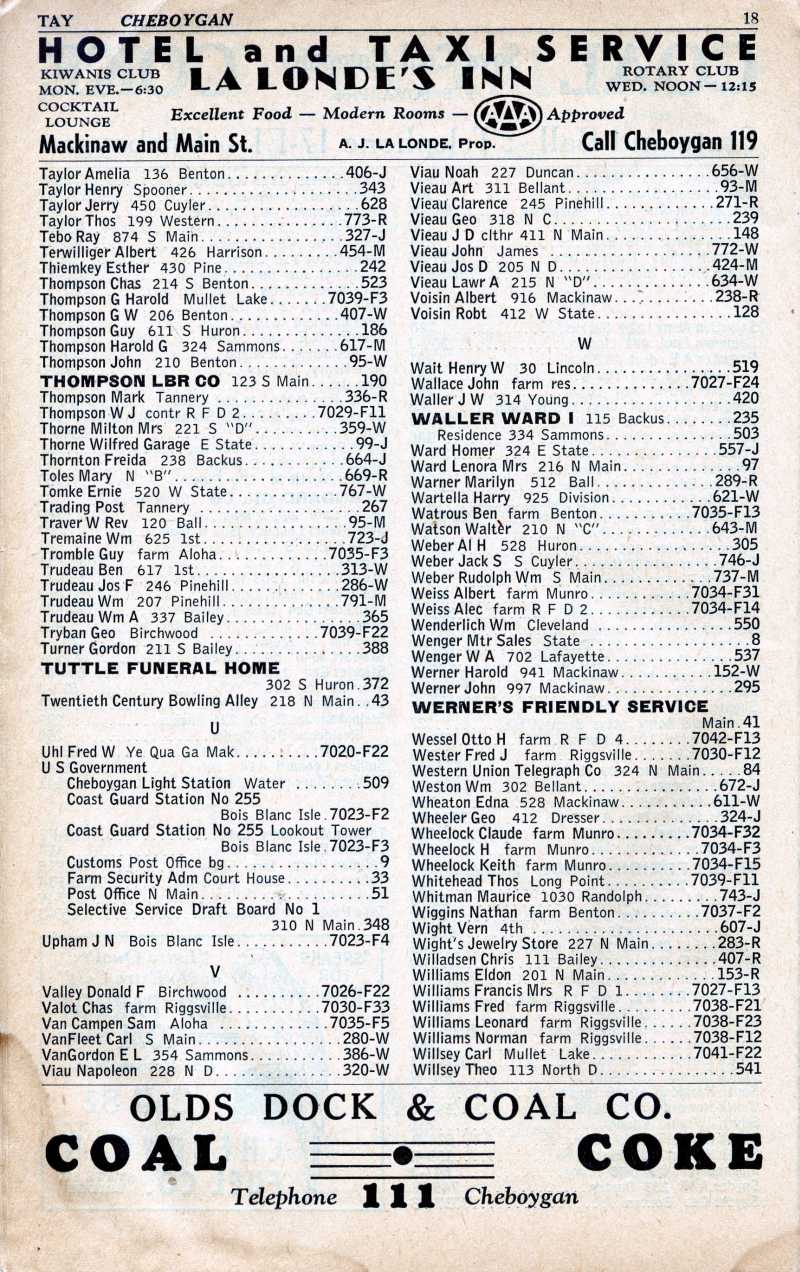 TAY CHEBOYGAN 18
HOTEL and TAXI SERVICE
KIWANIS CLUB
MON. EVE.—6:30
LA LONDE'S INN
ROTARY CLUB
WED. NOON—12:15
COCKTAIL
LOUNGE
Excellent Food — Modern Rooms — AAA Approved
Mackinaw and Main St. A. J. LA LONDE, Prop. Call Cheboygan 119
Taylor Amelia 136 Benton..............406-J
Taylor Henry Spooner....................343
Taylor Jerry 450 Cuyler..................628
Taylor Thos 199 Western...............773-R
Tebo Ray 874 S Main.................327-J
Terwilliger Albert 426 Harrison.........454-M
Thiemkey Esther 430 Pine................242
Thompson Chas 214 S Benton.............523
Thompson G Harold Mullet Lake.......7039-F3
Thompson G W 206 Benton.............407-W
Thompson Guy 611 S Huron..............186
Thompson Harold G 324 Sammons.......617-M
Thompson John 210 Benton.............95-W
THOMPSON LBR CO 123 S Main......190
Thompson Mark Tannery ...............336-R
Thompson W J contr R F D 2.........7029-F11
Thorne Milton Mrs 221 S "D"..........359-W
Thorne Wilfred Garage E State............99-J
Thornton Freida 238 Backus............664-J
Toles Mary N "B"....................669-R
Tomke Ernie 520 W State.............767-W
Trading Post Tannery ....................267
Traver W Rev 120 Ball.................95-M
Tremaine Wm 625 1st..................723-J
Tromble Guy farm Aloha.............7035-F3
Trudeau Ben 617 1st.................313-W
Trudeau Jos F 246 Pinehill.............286-W
Trudeau Wm 207 Pinehill..............791-M
Trudeau Wm A 337 Bailey................365
Tryban Geo Birchwood .............7039-F22
Turner Gordon 211 S Bailey...............388
TUTTLE FUNERAL HOME
302 S Huron.372
Twentieth Century Bowling Alley 218 N Main..43
U
Uhl Fred W Ye Qua Ga Mak..........7020-F22
U S Government
Cheboygan Light Station Water ........509
Coast Guard Station No 255
Bois Blanc Isle.7023-F2
Coast Guard Station No 255 Lookout Tower
Bois Blanc Isle.7023-F3
Customs Post Office bg..................9
Farm Security Adm Court House..........33
Post Office N Main....................51
Selective Service Draft Board No 1
310 N Main.348
Upham J N Bois Blanc Isle...........7023-F4
V
Valley Donald F Birchwood ..........7026-F22
Valot Chas farm Riggsville...........7030-F33
Van Campen Sam Aloha .............7035-F5
VanFleet Carl S Main.................280-W
VanGordon E L 354 Sammons...........386-W
Viau Napoleon 228 N D...............320-W
Viau Noah 227 Duncan................656-W
Vieau Art 311 Bellant..................93-M
Vieau Clarence 245 Pinehill.............271-R
Vieau Geo 318 N C.....................239
Vieau J D clthr 411 N Main...............148
Vieau John James ...................772-W
Vieau Jos D 205 N D..................424-M
Vieau Lawr A 215 N "D"..............634-W
Voisin Albert 916 Mackinaw............238-R
Voisin Robt 412 W State.................128
W
Wait Henry W 30 Lincoln................519
Wallace John farm res..............7027-F24
Waller J W 314 Young...................420
WALLER WARD I 115 Backus........235
Residence 334 Sammons...............503
Ward Homer 324 E State...............557-J
Ward Lenora Mrs 216 N Main..............97
Warner Marilyn 512 Ball..............289-R
Wartella Harry 925 Division............621-W
Watrous Ben farm Benton...........7035-F13
Watson Walter 210 N "C".............643-M
Weber Al H 528 Huron..................305
Weber Jack S S Cuyler.................746-J
Weber Rudolph Wm S Main.............737-M
Weiss Albert farm Munro............7034-F31
Weiss Alec farm R F D 2............7034-F14
Wenderlich Wm Cleveland ...............550
Wenger Mtr Sales State ...................8
Wenger W A 702 Lafayette...............537
Werner Harold 941 Mackinaw...........152-W
Werner John 997 Mackinaw...............295
WERNER'S FRIENDLY SERVICE
Main.41
Wessel Otto H farm R F D 4........7042-F13
Wester Fred J farm Riggsville.......7030-F12
Western Union Telegraph Co 324 N Main.....84
Weston Wm 302 Bellant................672-J
Wheaton Edna 528 Mackinaw...........611-W
Wheeler Geo 412 Dresser..............324-J
Wheelock Claude farm Munro.........7034-F32
Wheelock H farm Munro.............7034-F3
Wheelock Keith farm Munro..........7034-F15
Whitehead Thos Long Point...........7039-F11
Whitman Maurice 1030 Randolph.........743-J
Wiggins Nathan farm Benton..........7037-F2
Wight Vern 4th ......................607-J
Wight's Jewelry Store 227 N Main........283-R
Willadsen Chris 111 Bailey.............407-R
Williams Eldon 201 N Main.............153-R
Williams Francis Mrs R F D 1........7027-F13
Williams Fred farm Riggsville.........7038-F21
Williams Leonard farm Riggsville......7038-F23
Williams Norman farm Riggsville......7038-F12
Willsey Carl Mullet Lake............7041-F22
Willsey Theo 113 North D................541
OLDS DOCK & COAL CO.
COAL COKE
Telephone 111 Cheboygan